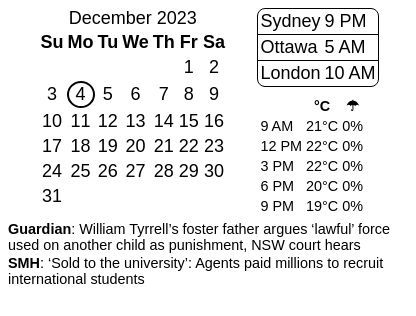 December 2023
Su Mo Tu We Th Fr Sa
1 2
3 4 5 6 7 8 9
10 11 12 13 14 15 16
17 18 19 20 21 22 23
24 25 26 27 28 29 30
31
Sydney 9 PM
Ottawa 5 AM
London 10 AM
°C ☂
9 AM 21°C 0%
12 PM 22°C 0%
3 PM 22°C 0%
6 PM 20°C 0%
9 PM 19°C 0%
Guardian: William Tyrrell’s foster father argues ‘lawful’ force
used on another child as punishment, NSW court hears
SMH: ‘Sold to the university’: Agents paid millions to recruit
international students